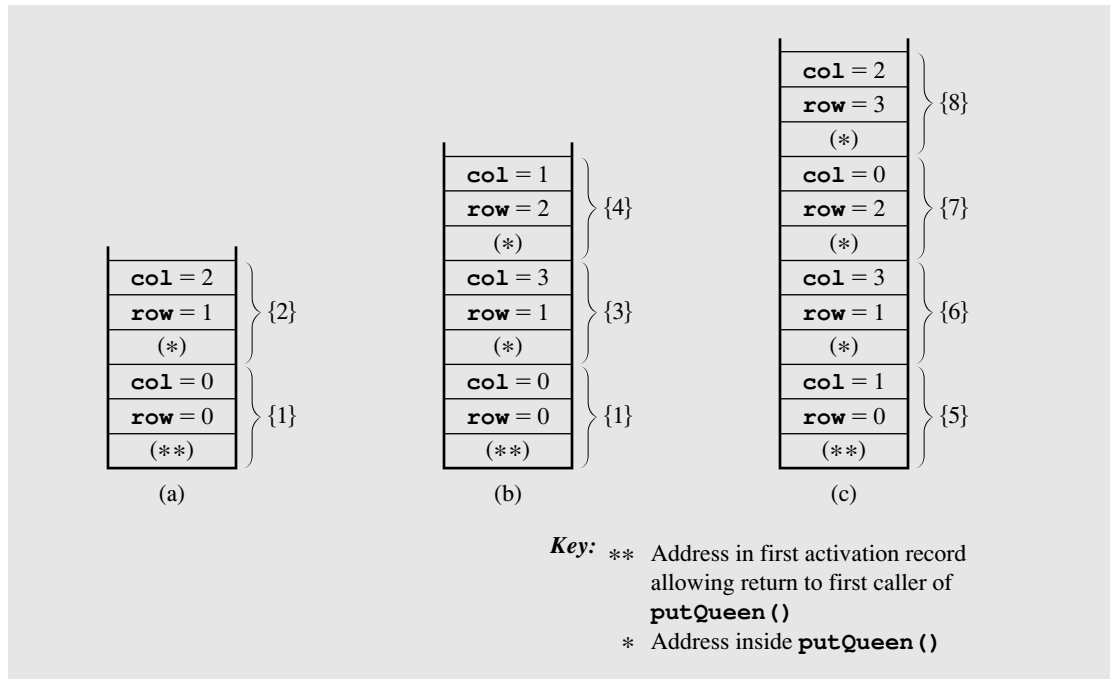 col = 2
row = 1
(*)
{2}
col = 0
row = 0
(**)
{1}
(a)
col = 1
row = 2
(*)
{4}
col = 3
row = 1
(*)
{3}
col = 0
row = 0
(**)
{1}
(b)
col = 2
row = 3
(*)
{8}
col = 0
row = 2
(*)
{7}
col = 3
row = 1
(*)
{6}
col = 1
row = 0
(**)
{5}
(c)
Key: ** Address in first activation record
allowing return to first caller of
putQueen()
* Address inside putQueen()